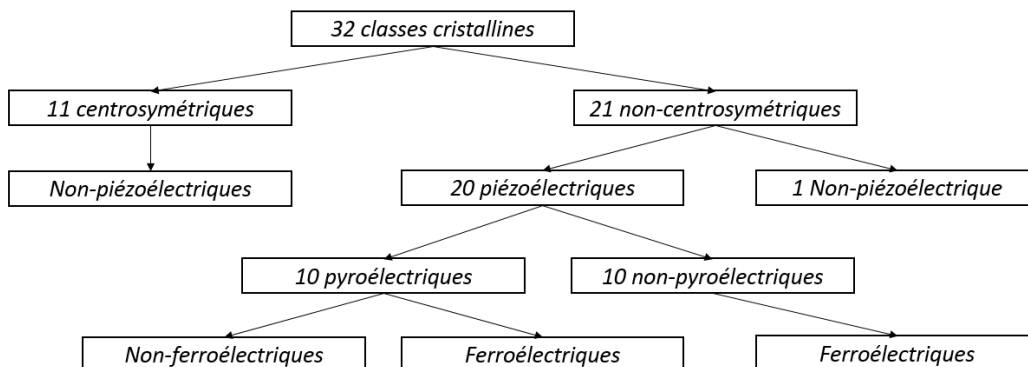 32 classes cristallines
11 centrosymétriques
21 non-centrosymétriques
Non-piézoélectriques
20 piézoélectriques
1 Non-piézoélectrique
10 pyroélectriques
10 non-pyroélectriques
Non-ferroélectriques
Ferroélectriques
Ferroélectriques